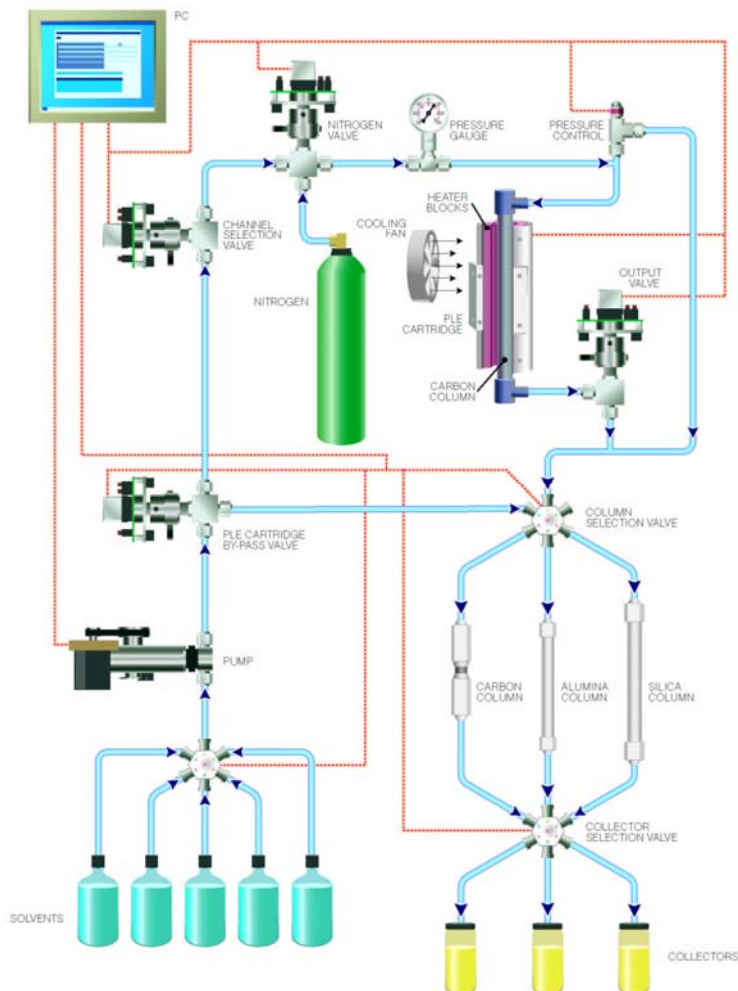 PC
NITROGEN
VALVE
PRESSURE
GAUGE
PRESSURE
CONTROL
HEATER
BLOCKS
COOLING
FAN
CHANNEL
SELECTION
VALVE
OUTPUT
VALVE
NITROGEN
PLE
CARTRIDGE
CARBON
COLUMN
PLE CARTRIDGE
BY-PASS VALVE
COLUMN
SELECTION VALVE
PUMP
CARBON
COLUMN
ALUMINA
COLUMN
SILICA
COLUMN
COLLECTOR
SELECTION VALVE
SOLVENTS
COLLECTORS